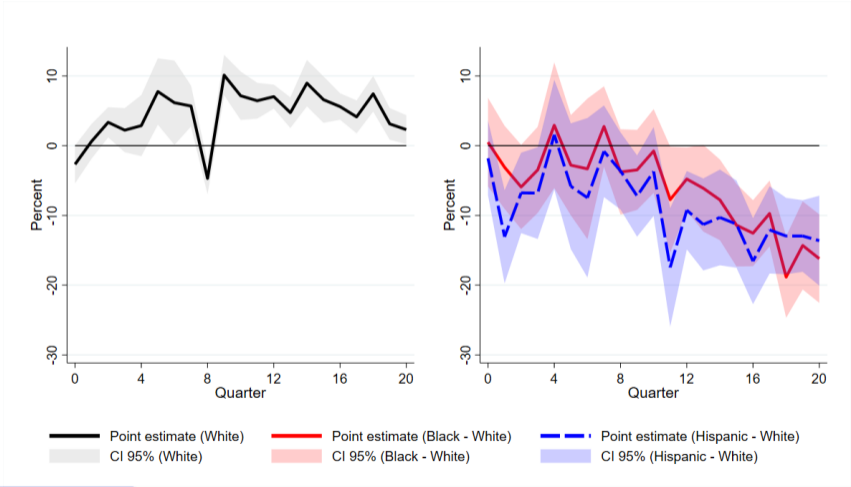 10
0
-10
-20
-30
Percent
0 4 8 12 16 20
Quarter
10
0
-10
-20
-30
Percent
0 4 8 12 16 20
Quarter
Point estimate (White) Point estimate (Black - White) Point estimate (Hispanic - White)
CI 95% (White) CI 95% (Black - White) CI 95% (Hispanic - White)